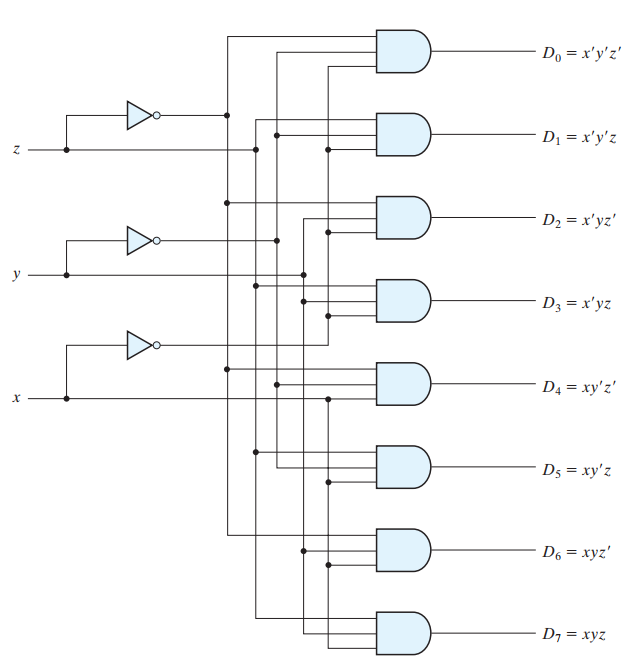 D₀ = x'y'z'
D₁ = x'y'z
z
D₂ = x'yz'
y
D₃ = x'yz
D₄ = xy'z'
x
D₅ = xy'z
D₆ = xyz'
D₇ = xyz